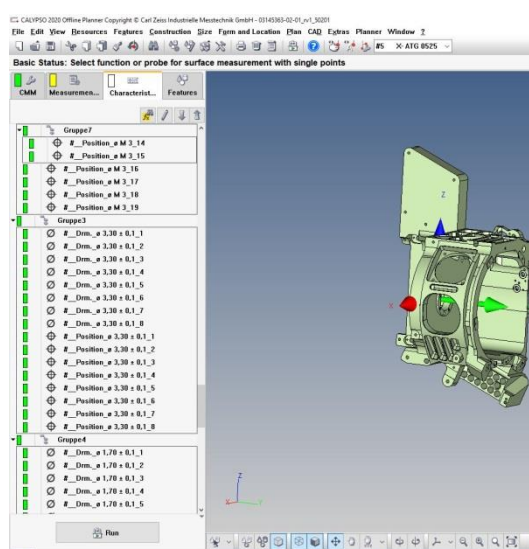 CALYPSO 2020 Offline Planner Copyright © Carl Zeiss Industrielle Messtechnik GmbH - 03145363-02-01_rv1_50201
File Edit View Resources Features Construction Size Form and Location Plan CAD Extras Planner Window ?
#5 X- ATG 0525
Basic Status: Select function or probe for surface measurement with single points
CMM Measuremen... Characterist... Features
Gruppe7
#__Position_ø M 3_14
#__Position_ø M 3_15
#__Position_ø M 3_16
#__Position_ø M 3_17
#__Position_ø M 3_18
#__Position_ø M 3_19
Gruppe3
#__Drm._ø 3,30 ± 0,1_1
#__Drm._ø 3,30 ± 0,1_2
#__Drm._ø 3,30 ± 0,1_3
#__Drm._ø 3,30 ± 0,1_4
#__Drm._ø 3,30 ± 0,1_5
#__Drm._ø 3,30 ± 0,1_6
#__Drm._ø 3,30 ± 0,1_7
#__Drm._ø 3,30 ± 0,1_8
#__Position_ø 3,30 ± 0,1_1
#__Position_ø 3,30 ± 0,1_2
#__Position_ø 3,30 ± 0,1_3
#__Position_ø 3,30 ± 0,1_4
#__Position_ø 3,30 ± 0,1_5
#__Position_ø 3,30 ± 0,1_6
#__Position_ø 3,30 ± 0,1_7
#__Position_ø 3,30 ± 0,1_8
Gruppe4
#__Drm._ø 1,70 ± 0,1_1
#__Drm._ø 1,70 ± 0,1_2
#__Drm._ø 1,70 ± 0,1_3
#__Drm._ø 1,70 ± 0,1_4
#__Drm._ø 1,70 ± 0,1_5
Run
Z
X
Z
X
Y